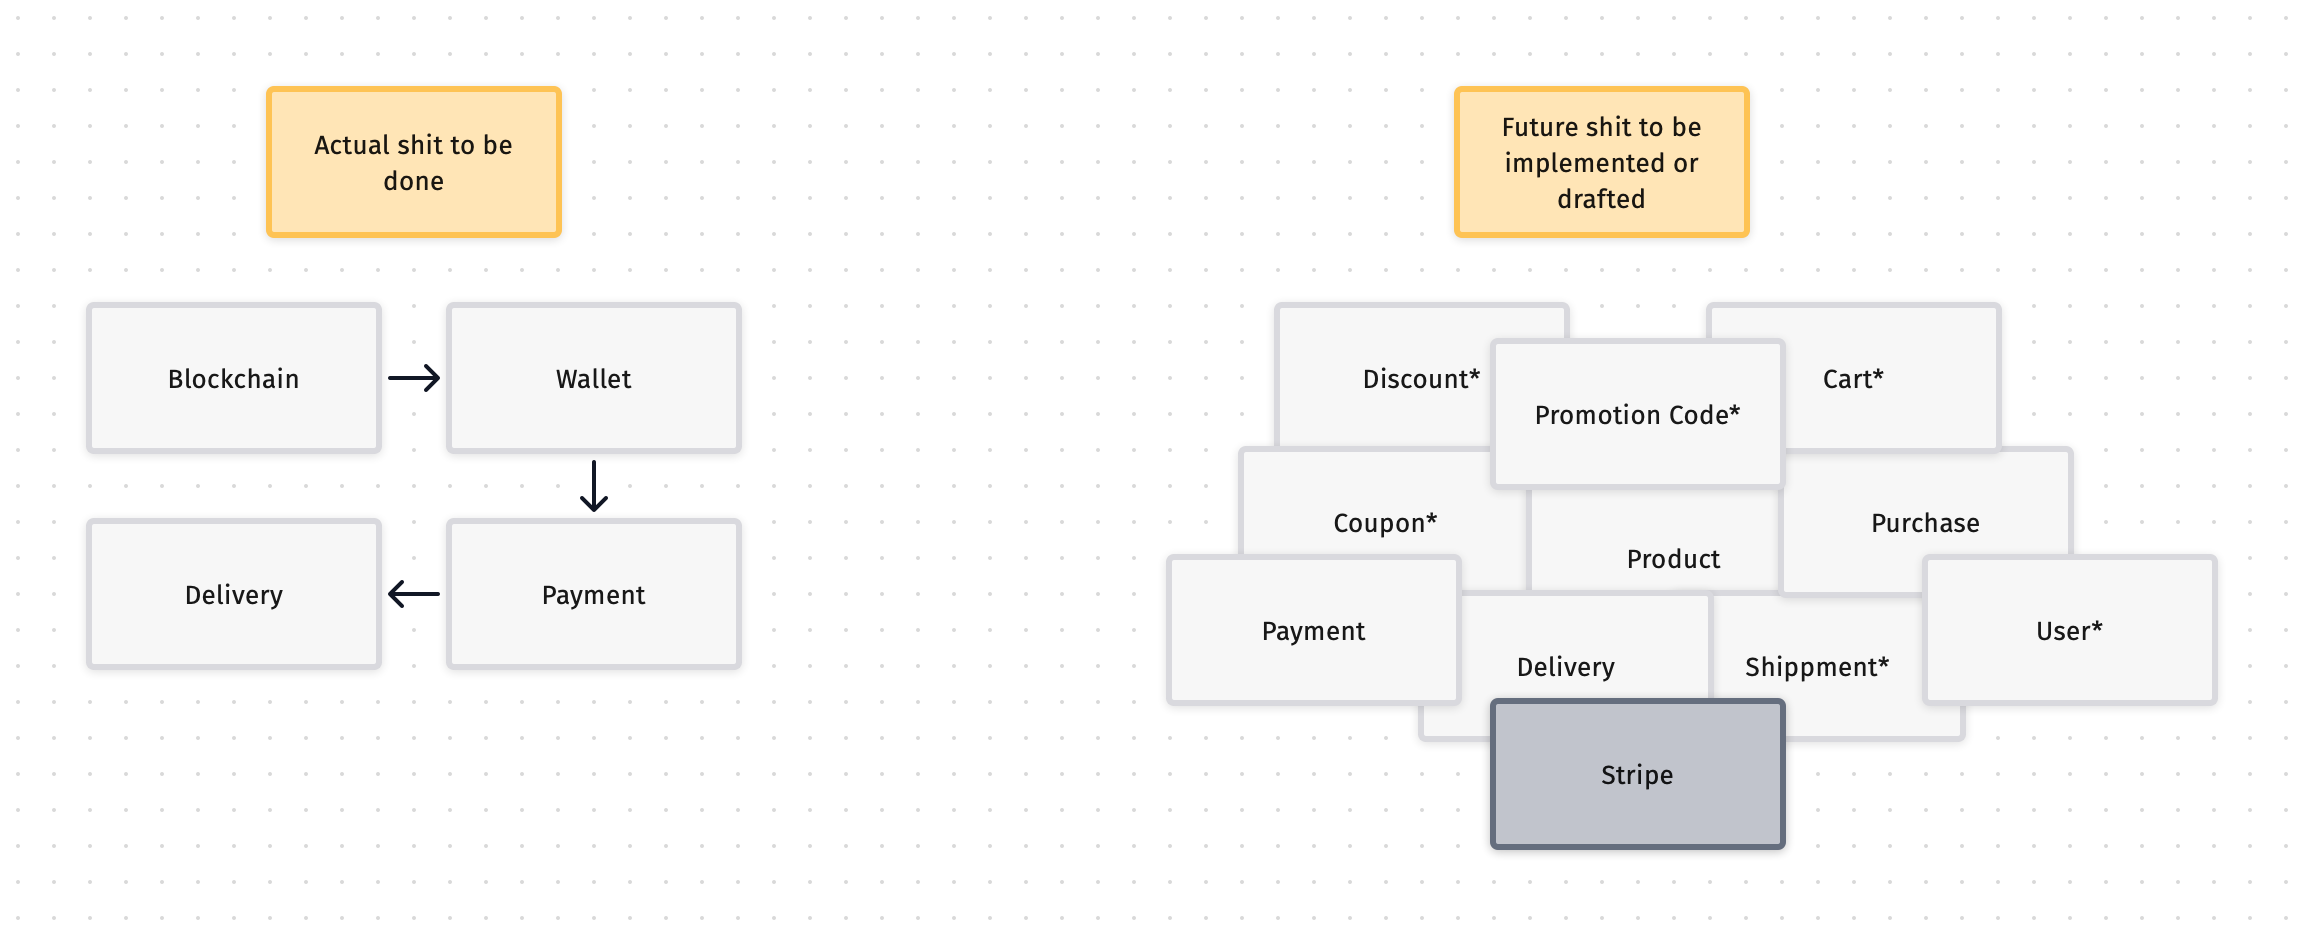 Actual shit to be
done
Blockchain
Wallet
Delivery
Payment
Future shit to be
implemented or
drafted
Discount*
Promotion Code*
Cart*
Coupon*
Product
Purchase
Payment
Delivery
Shippment*
User*
Stripe